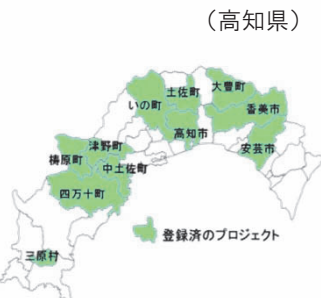 （高知県）
大豊町
土佐町
いの町
香美市
高知市
津野町
安芸市
梼原町
中土佐町
四万十町
登録済のプロジェクト
三原村